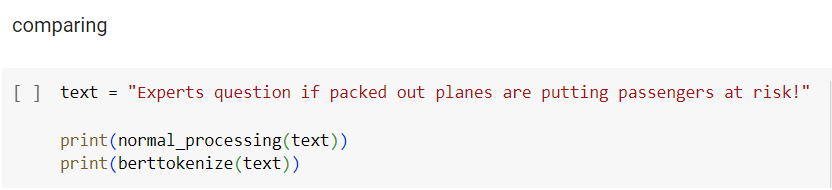 comparing
[ ] text = "Experts question if packed out planes are putting passengers at risk!"
print(normal_processing(text))
print(berttokenize(text))